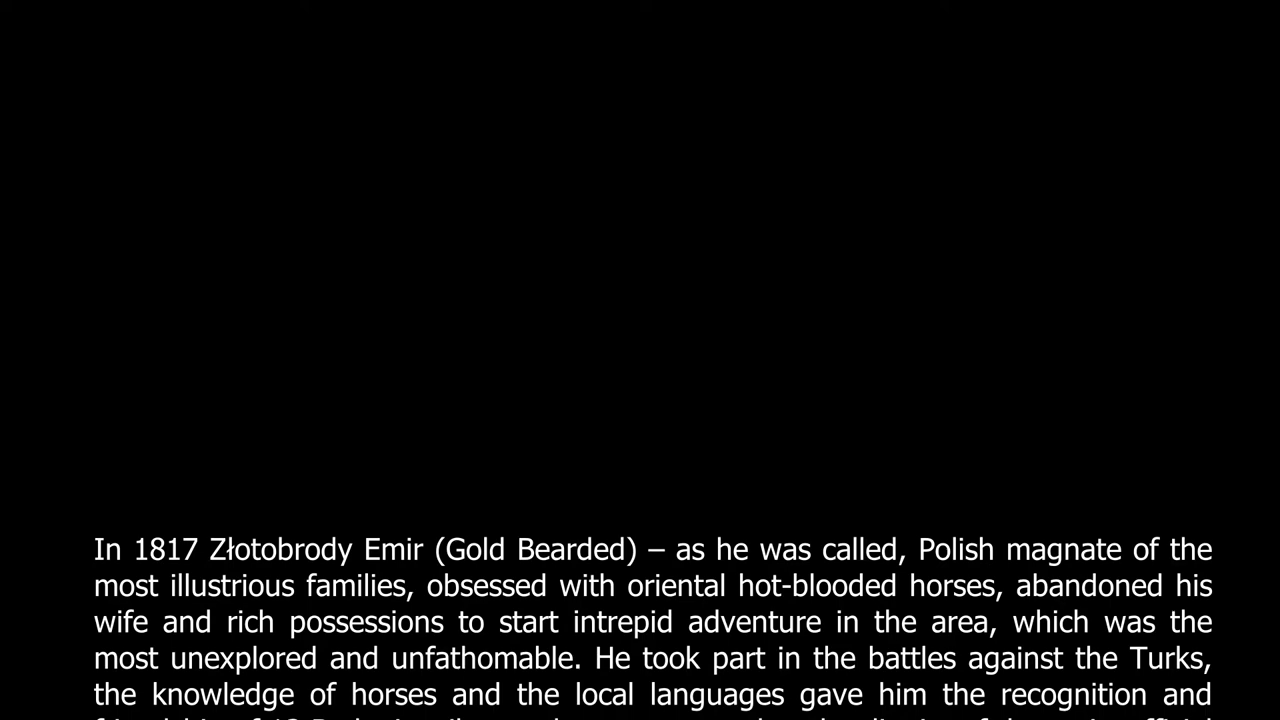 In 1817 Złotobrody Emir (Gold Bearded) – as he was called, Polish magnate of the
most illustrious families, obsessed with oriental hot-blooded horses, abandoned his
wife and rich possessions to start intrepid adventure in the area, which was the
most unexplored and unfathomable. He took part in the battles against the Turks,
the knowledge of horses and the local languages gave him the recognition and